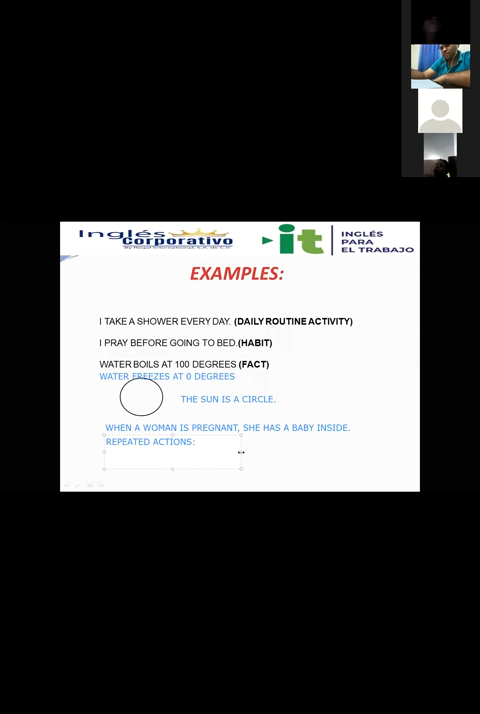 Inglés
Corporativo
it
INGLÉS
PARA
EL TRABAJO
EXAMPLES:
I TAKE A SHOWER EVERY DAY. (DAILY ROUTINE ACTIVITY)
I PRAY BEFORE GOING TO BED.(HABIT)
WATER BOILS AT 100 DEGREES (FACT)
WATER FREEZES AT 0 DEGREES
THE SUN IS A CIRCLE.
WHEN A WOMAN IS PREGNANT, SHE HAS A BABY INSIDE.
REPEATED ACTIONS: